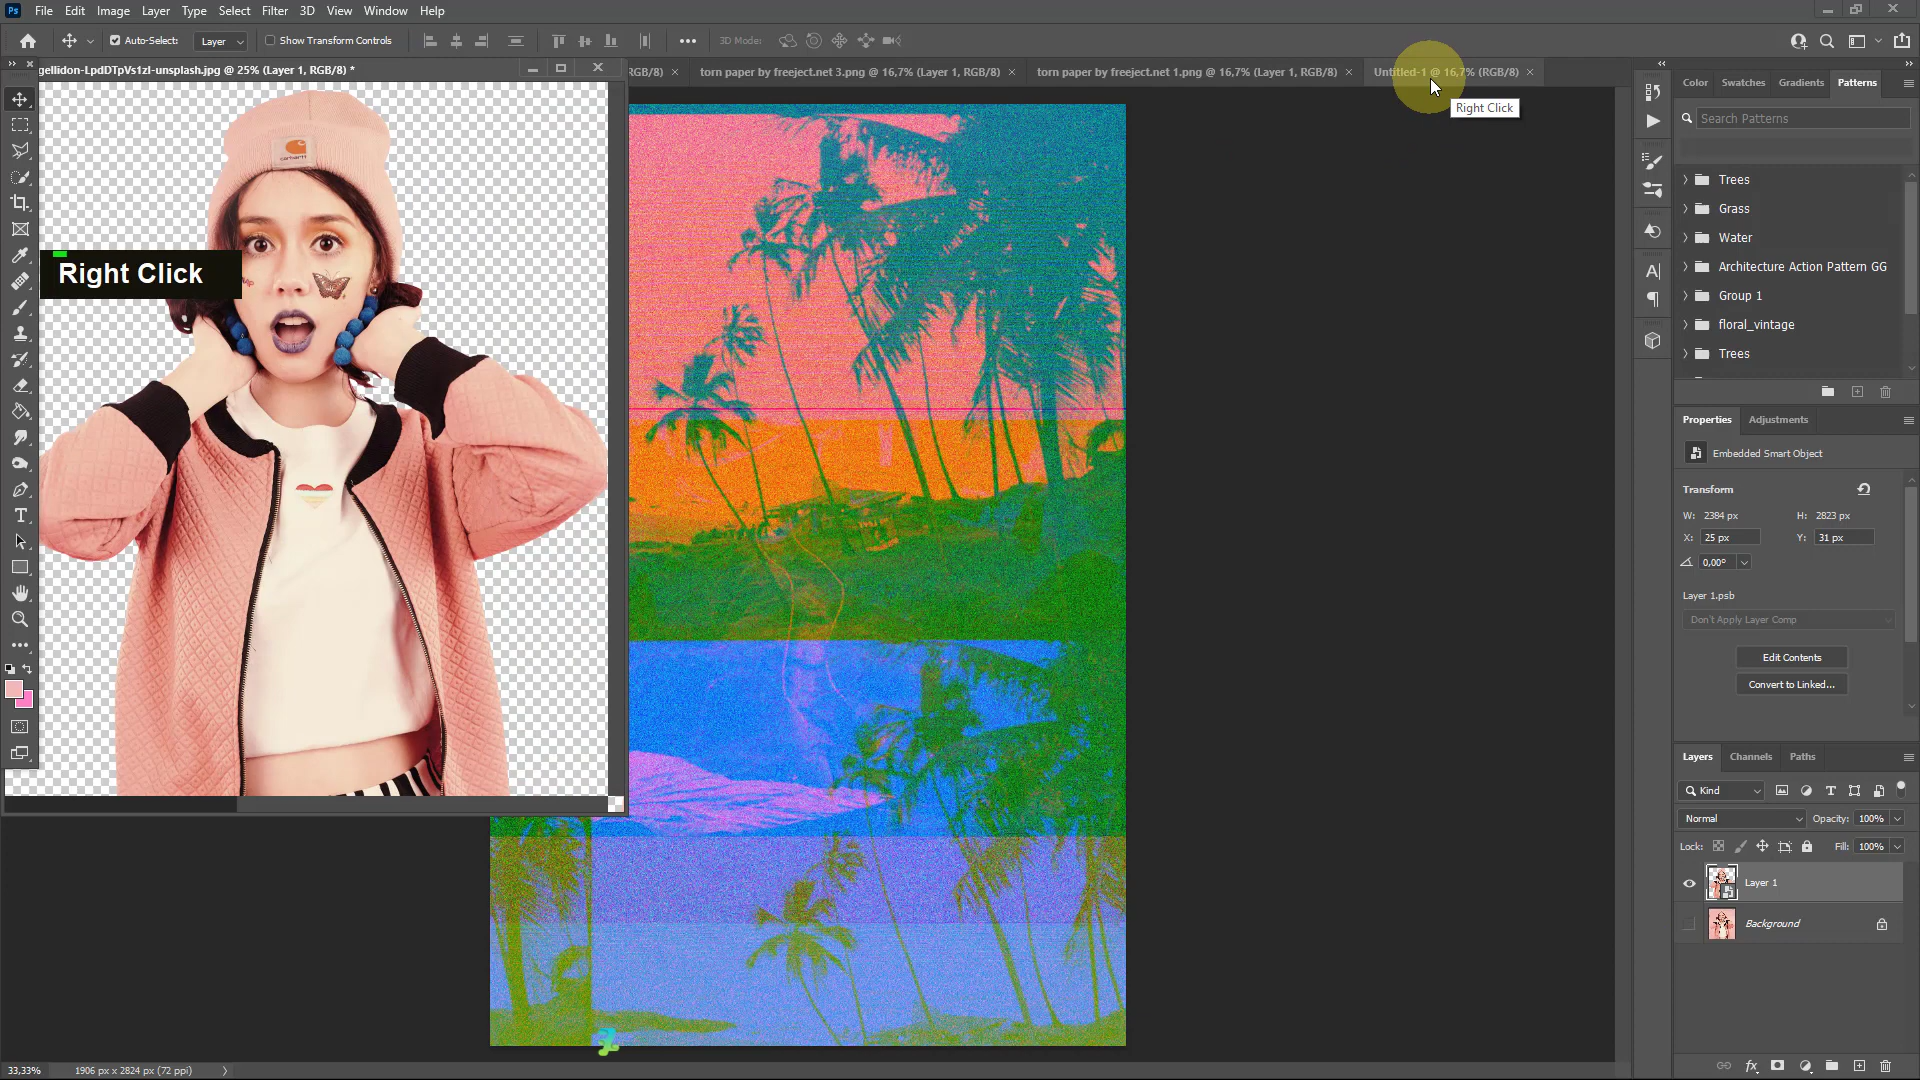 Ps File Edit Image Layer Type Select Filter 3D View Window Help
Auto-Select: Layer Show Transform Controls 3D Mode:
gellidon-LpdDTpVs1zI-unsplash.jpg @ 25% (Layer 1, RGB/8) *
RGB/8)
torn paper by freeject.net 3.png @ 16,7% (Layer 1, RGB/8)
torn paper by freeject.net 1.png @ 16,7% (Layer 1, RGB/8)
Untitled-1 @ 16,7% (RGB/8)
Right Click
Color Swatches Gradients Patterns
Search Patterns
Trees
Grass
Water
Architecture Action Pattern GG
Group 1
floral_vintage
Trees
carhartt
Right Click
Properties Adjustments
Embedded Smart Object
Transform
W: 2384 px H: 2823 px
X: 25 px Y: 31 px
0,00°
Layer 1.psb
Don't Apply Layer Comp
Edit Contents
Convert to Linked...
Layers Channels Paths
Kind
Normal Opacity: 100%
Lock: Fill: 100%
Layer 1
Background
33,33% 1906 px x 2824 px (72 ppi)